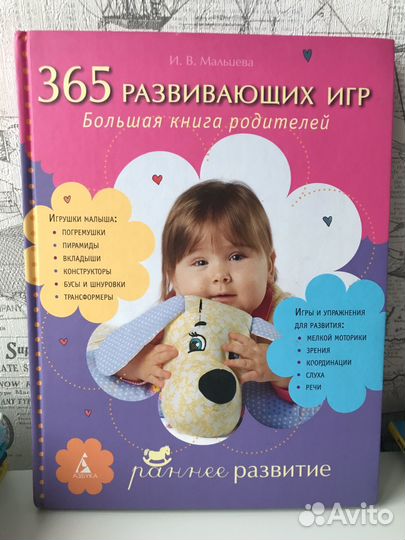 И. В. Мальцева
365 РАЗВИВАЮЩИХ ИГР
Большая книга родителей
ИГРУШКИ МАЛЫША:
• ПОГРЕМУШКИ
• ПИРАМИДЫ
• ВКЛАДЫШИ
• КОНСТРУКТОРЫ
• БУСЫ И ШНУРОВКИ
• ТРАНСФОРМЕРЫ
ИГРЫ И УПРАЖНЕНИЯ
ДЛЯ РАЗВИТИЯ:
• МЕЛКОЙ МОТОРИКИ
• ЗРЕНИЯ
• КООРДИНАЦИИ
• СЛУХА
• РЕЧИ
АЗБУКА
раннее развитие
Avito